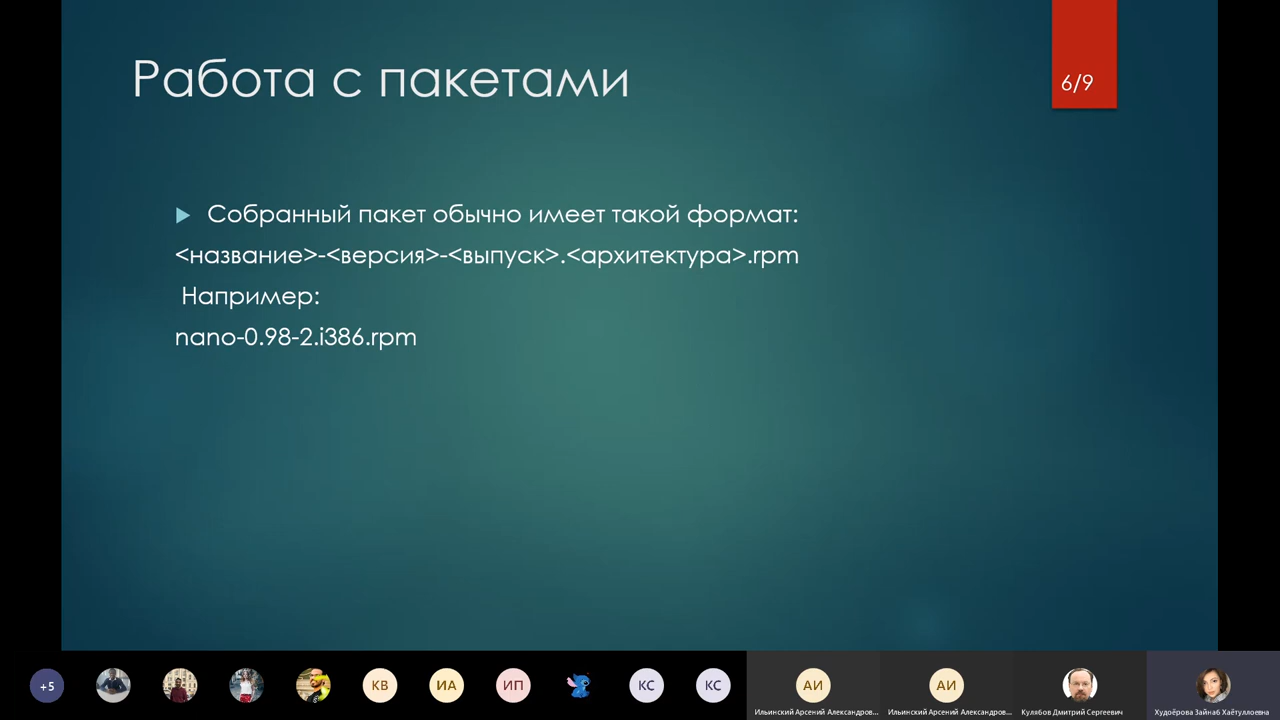 Работа с пакетами
6/9
Собранный пакет обычно имеет такой формат:
<название>-<версия>-<выпуск>.<архитектура>.rpm
Например:
nano-0.98-2.i386.rpm
+5
КВ
ИА
ИП
КС
КС
АИ
АИ
Ильинский Арсений Александров...
Ильинский Арсений Александров...
Кулябов Дмитрий Сергеевич
Худоёрова Зайнаб Хаётуллоевна